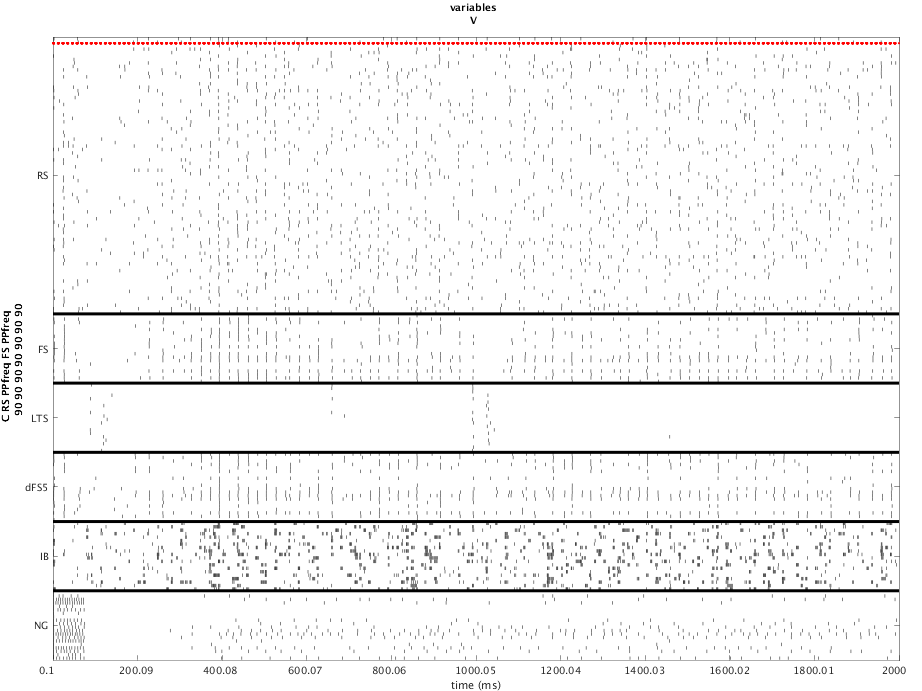 variables
V
RS
FS
LTS
dFS5
IB
NG
C RS PPfreq FS PPfreq
90 90 90 90 90 90 90
0.1 200.09 400.08 600.07 800.06 1000.05 1200.04 1400.03 1600.02 1800.01 2000
time (ms)